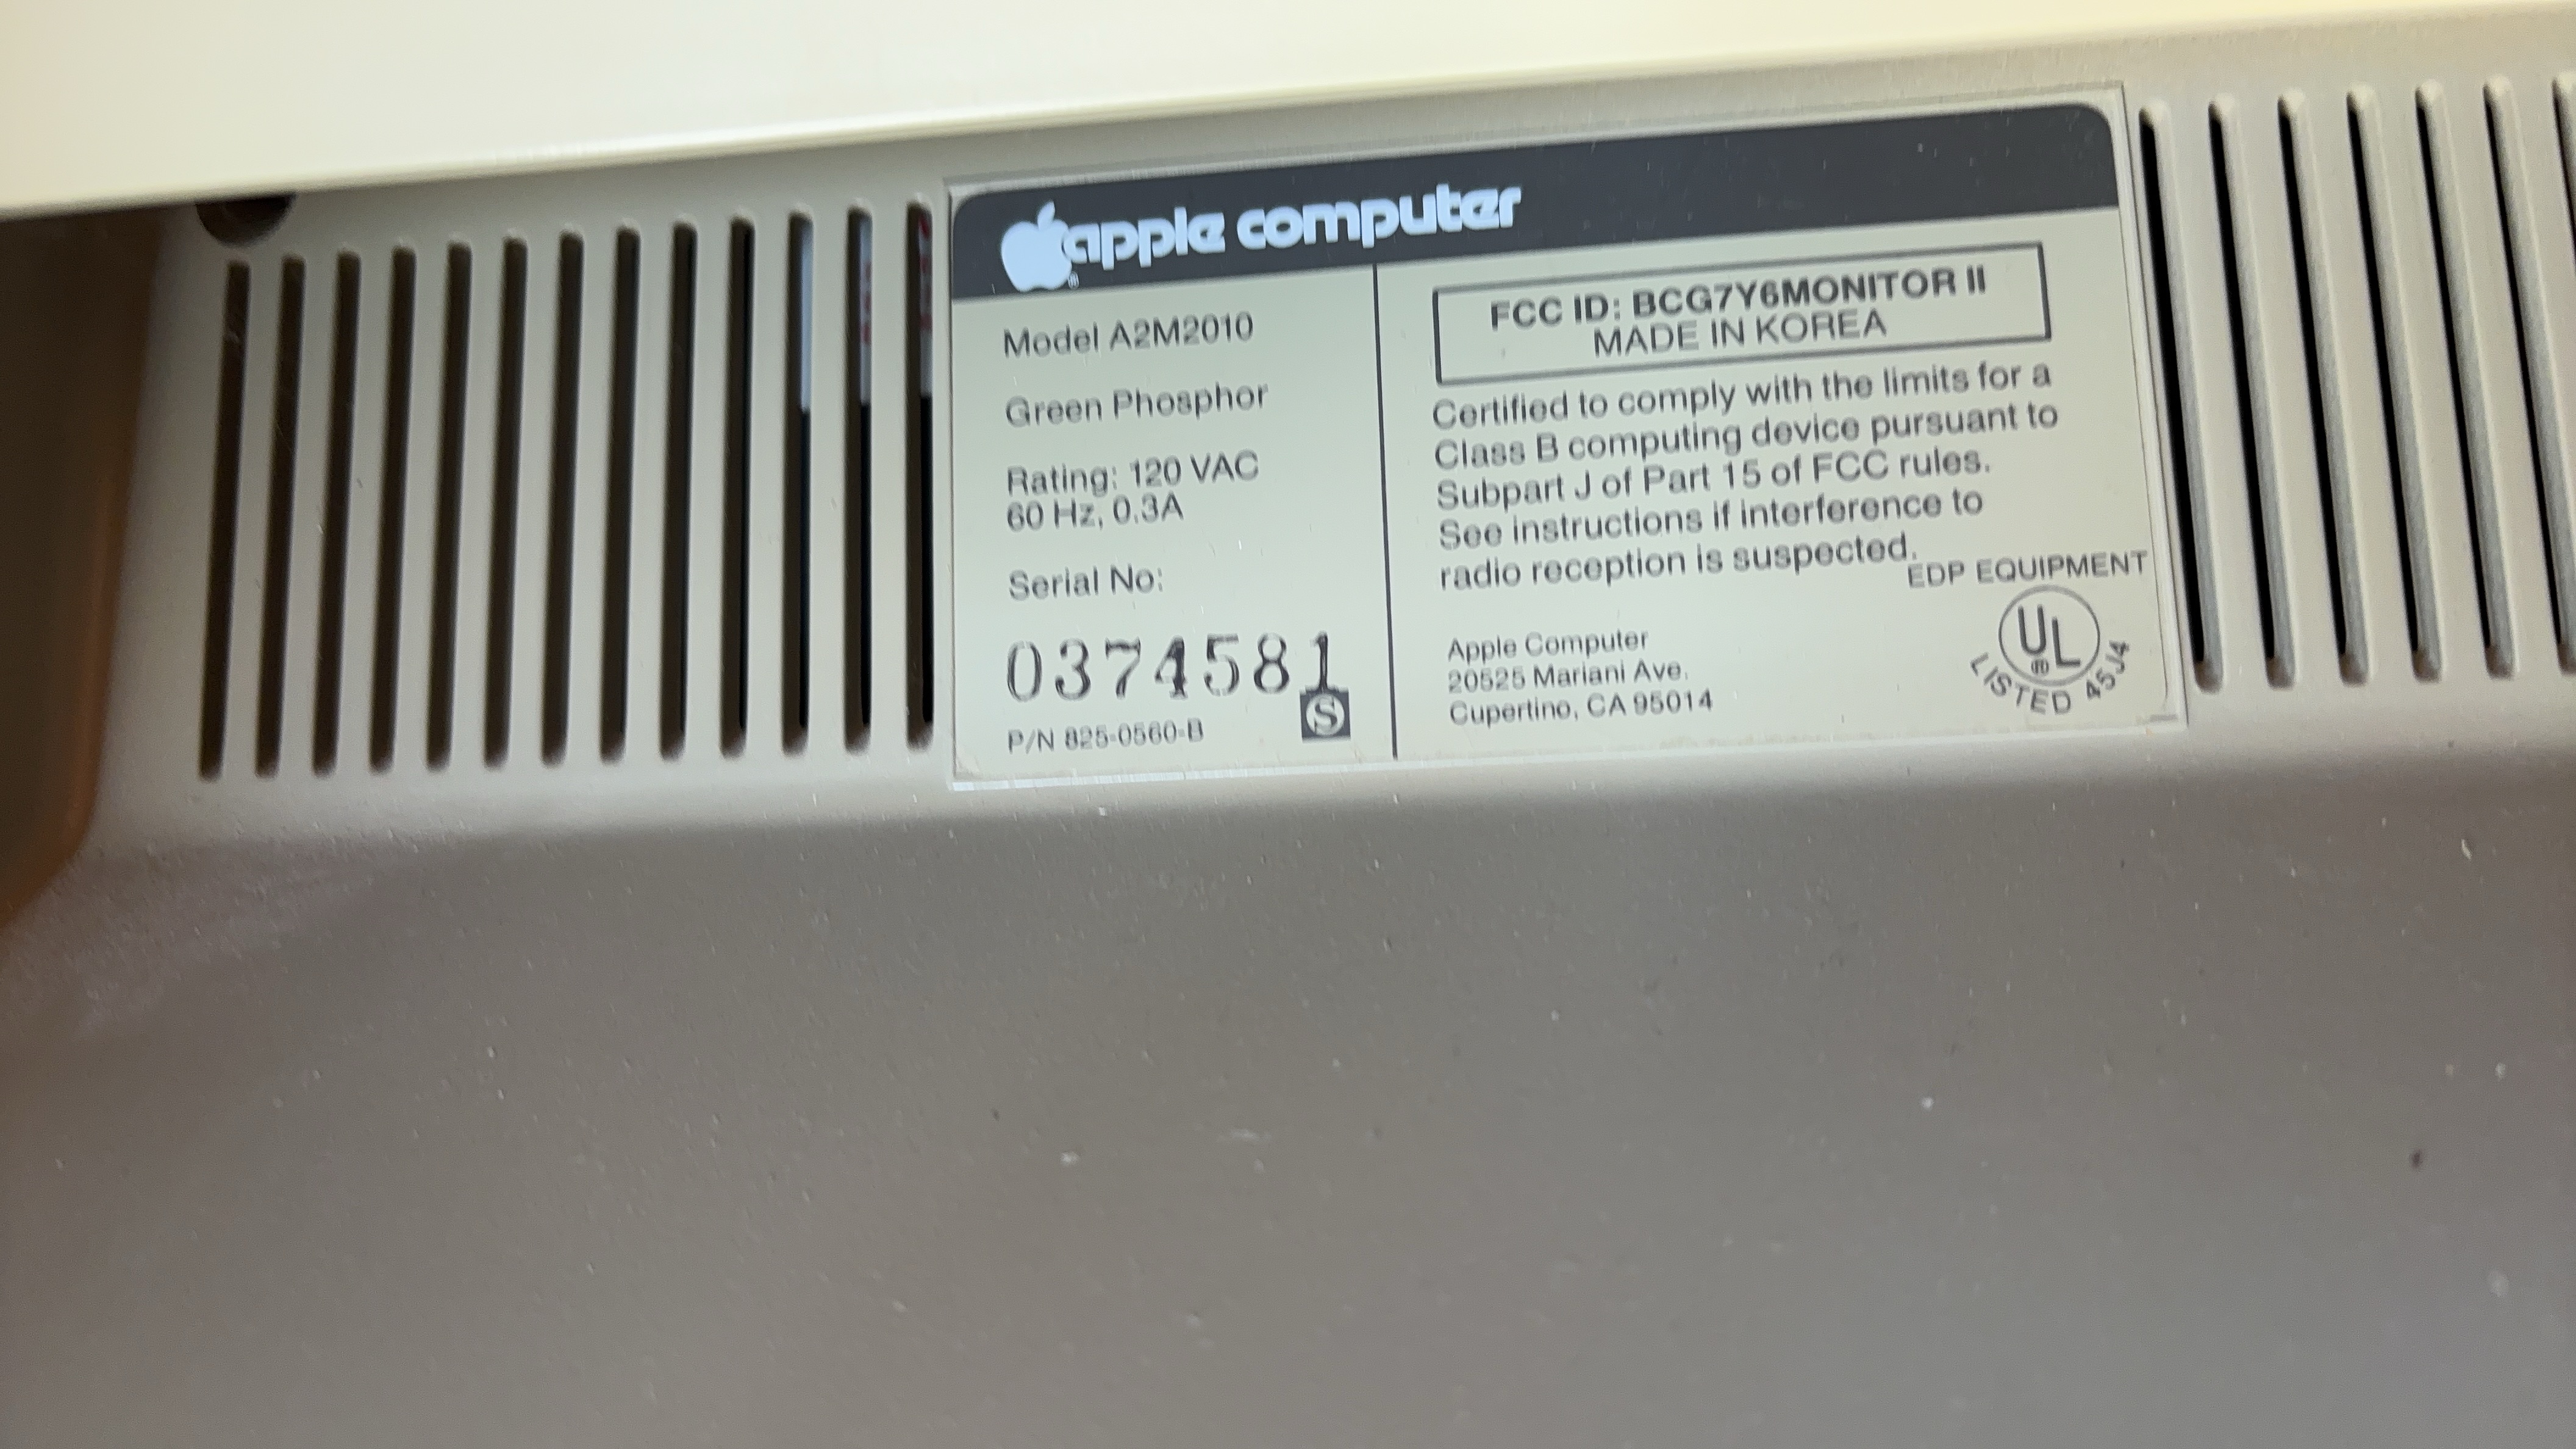 apple computer
Model A2M2010
Green Phosphor
Rating: 120 VAC
60 Hz, 0.3A
Serial No:
0374581
P/N 825-0560-B
S
FCC ID: BCG7Y6MONITOR II
MADE IN KOREA
Certified to comply with the limits for a
Class B computing device pursuant to
Subpart J of Part 15 of FCC rules.
See instructions if interference to
radio reception is suspected.
EDP EQUIPMENT
UL
®
LISTED 45J4
Apple Computer
20525 Mariani Ave.
Cupertino, CA 95014